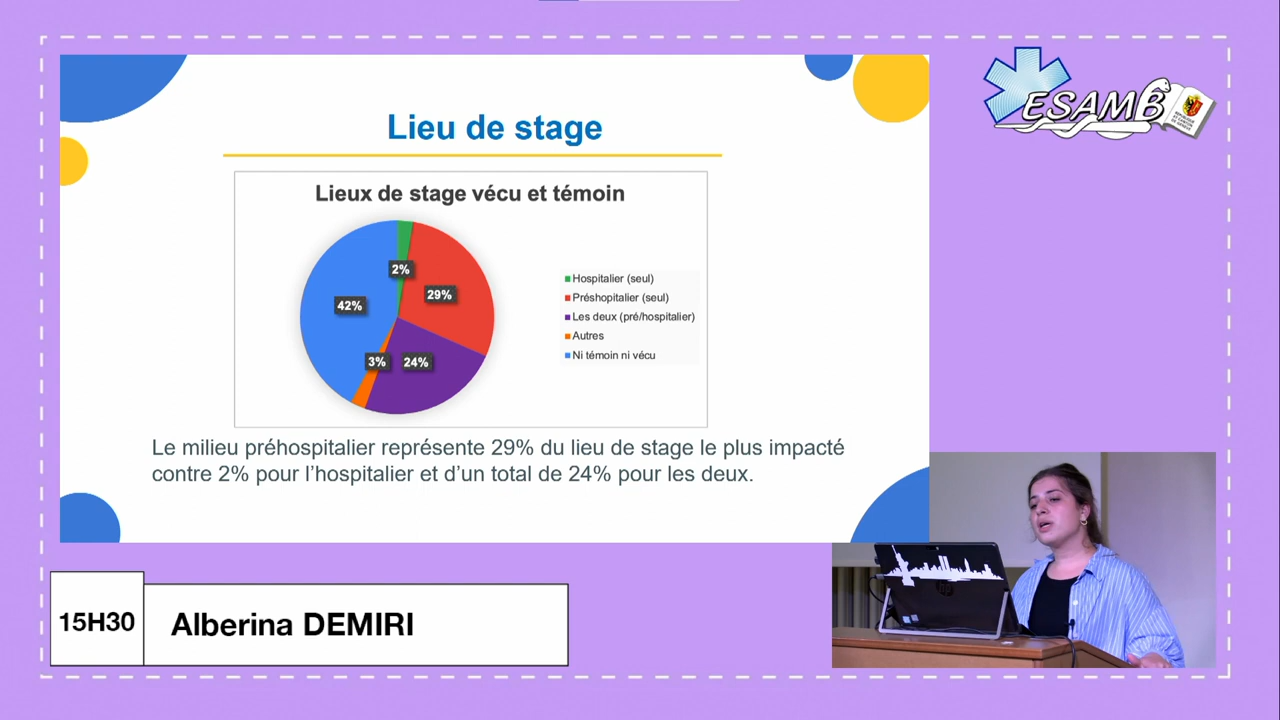 ESAMB
Lieu de stage
Lieux de stage vécu et témoin
2%
29%
42%
3%
24%
Hospitalier (seul)
Préshopitalier (seul)
Les deux (pré/hospitalier)
Autres
Ni témoin ni vécu
Le milieu préhospitalier représente 29% du lieu de stage le plus impacté
contre 2% pour l’hospitalier et d’un total de 24% pour les deux.
15H30
Alberina DEMIRI
hp